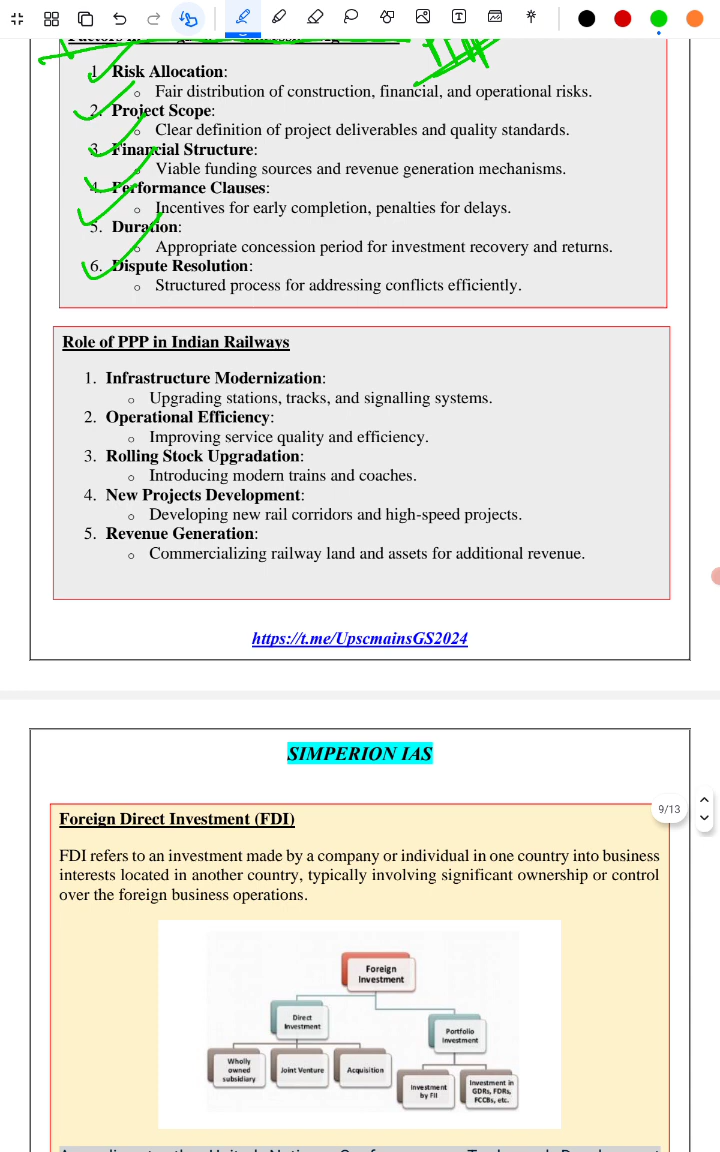 1. Risk Allocation:
o Fair distribution of construction, financial, and operational risks.
2. Project Scope:
o Clear definition of project deliverables and quality standards.
3. Financial Structure:
o Viable funding sources and revenue generation mechanisms.
4. Performance Clauses:
o Incentives for early completion, penalties for delays.
5. Duration:
o Appropriate concession period for investment recovery and returns.
6. Dispute Resolution:
o Structured process for addressing conflicts efficiently.
Role of PPP in Indian Railways
1. Infrastructure Modernization:
o Upgrading stations, tracks, and signalling systems.
2. Operational Efficiency:
o Improving service quality and efficiency.
3. Rolling Stock Upgradation:
o Introducing modern trains and coaches.
4. New Projects Development:
o Developing new rail corridors and high-speed projects.
5. Revenue Generation:
o Commercializing railway land and assets for additional revenue.
https://t.me/UpscmainsGS2024
SIMPERION IAS
9/13
Foreign Direct Investment (FDI)
FDI refers to an investment made by a company or individual in one country into business
interests located in another country, typically involving significant ownership or control
over the foreign business operations.
Foreign
Investment
Direct
Investment
Portfolio
Investment
Wholly
owned
subsidiary
Joint Venture
Acquisition
Investment
by FII
Investment in
GDRs, FDRs,
FCCBs, etc.